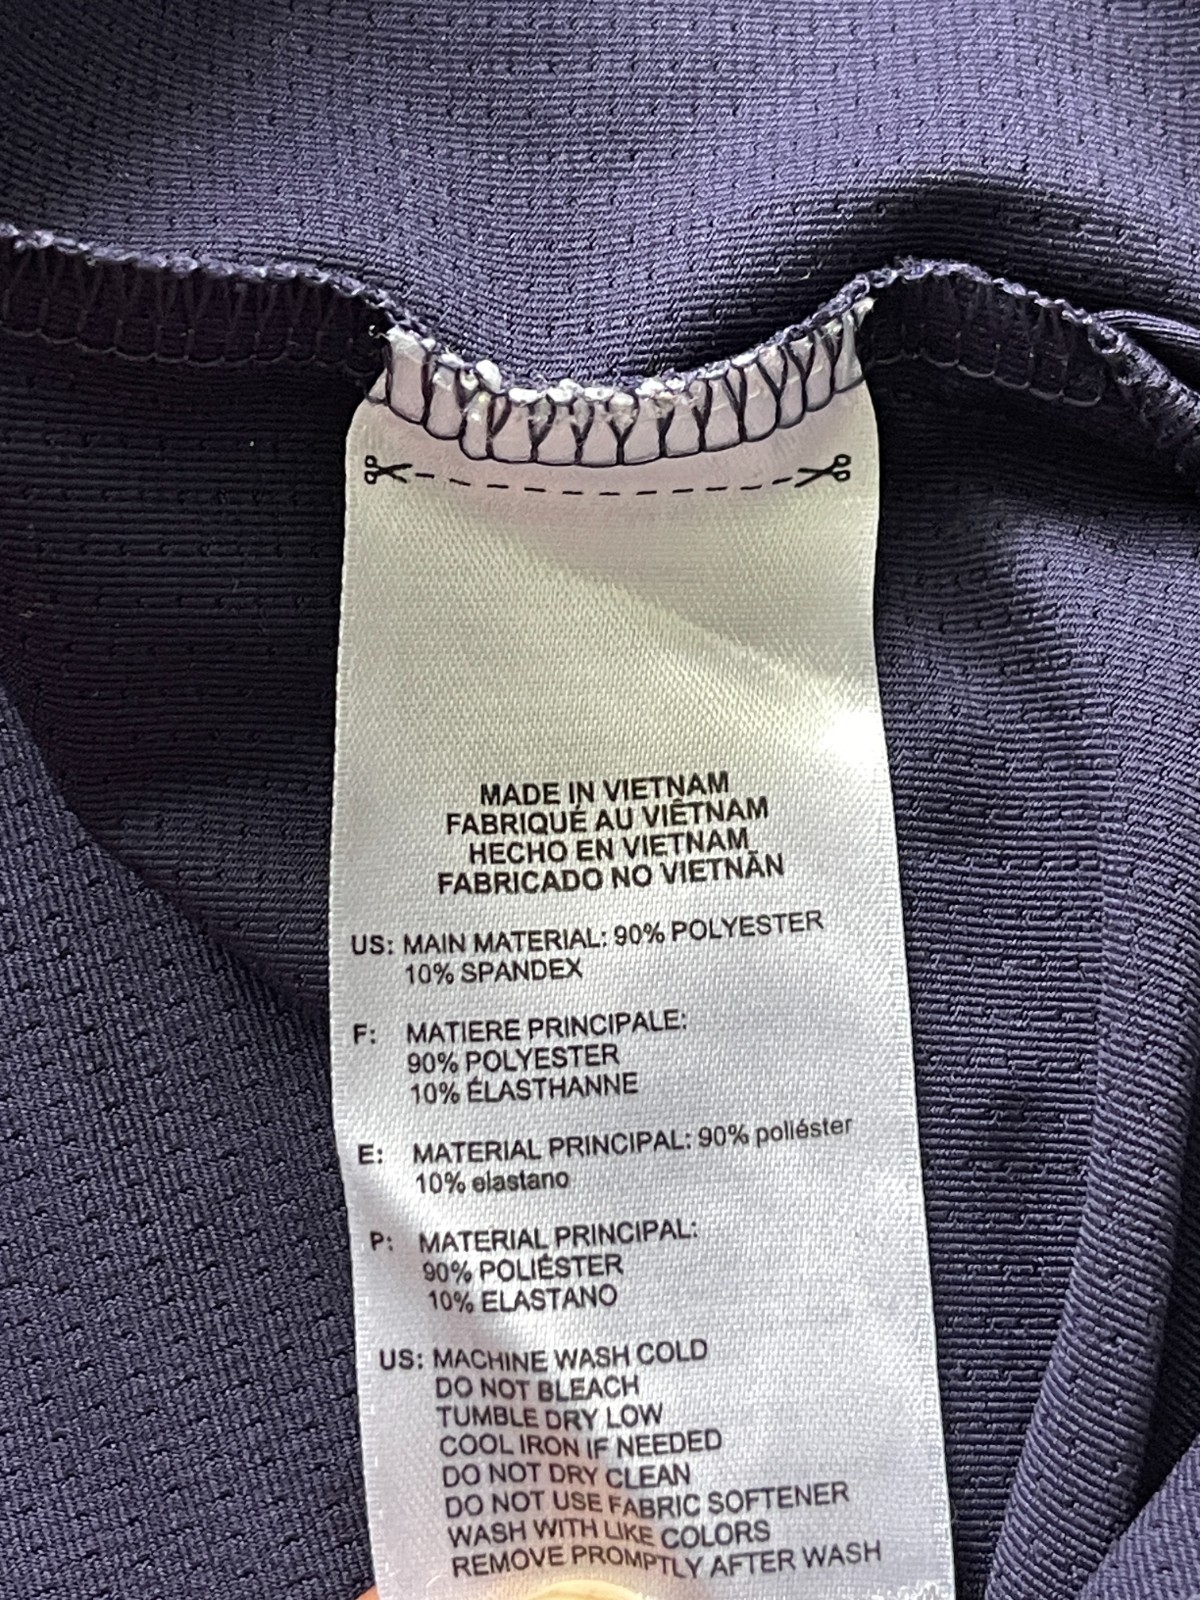 MADE IN VIETNAM
FABRIQUÉ AU VIÊTNAM
HECHO EN VIETNAM
FABRICADO NO VIETNÃN
US: MAIN MATERIAL: 90% POLYESTER
10% SPANDEX
F: MATIERE PRINCIPALE:
90% POLYESTER
10% ÉLASTHANNE
E: MATERIAL PRINCIPAL: 90% poliéster
10% elastano
P: MATERIAL PRINCIPAL:
90% POLIÉSTER
10% ELASTANO
US: MACHINE WASH COLD
DO NOT BLEACH
TUMBLE DRY LOW
COOL IRON IF NEEDED
DO NOT DRY CLEAN
DO NOT USE FABRIC SOFTENER
WASH WITH LIKE COLORS
REMOVE PROMPTLY AFTER WASH